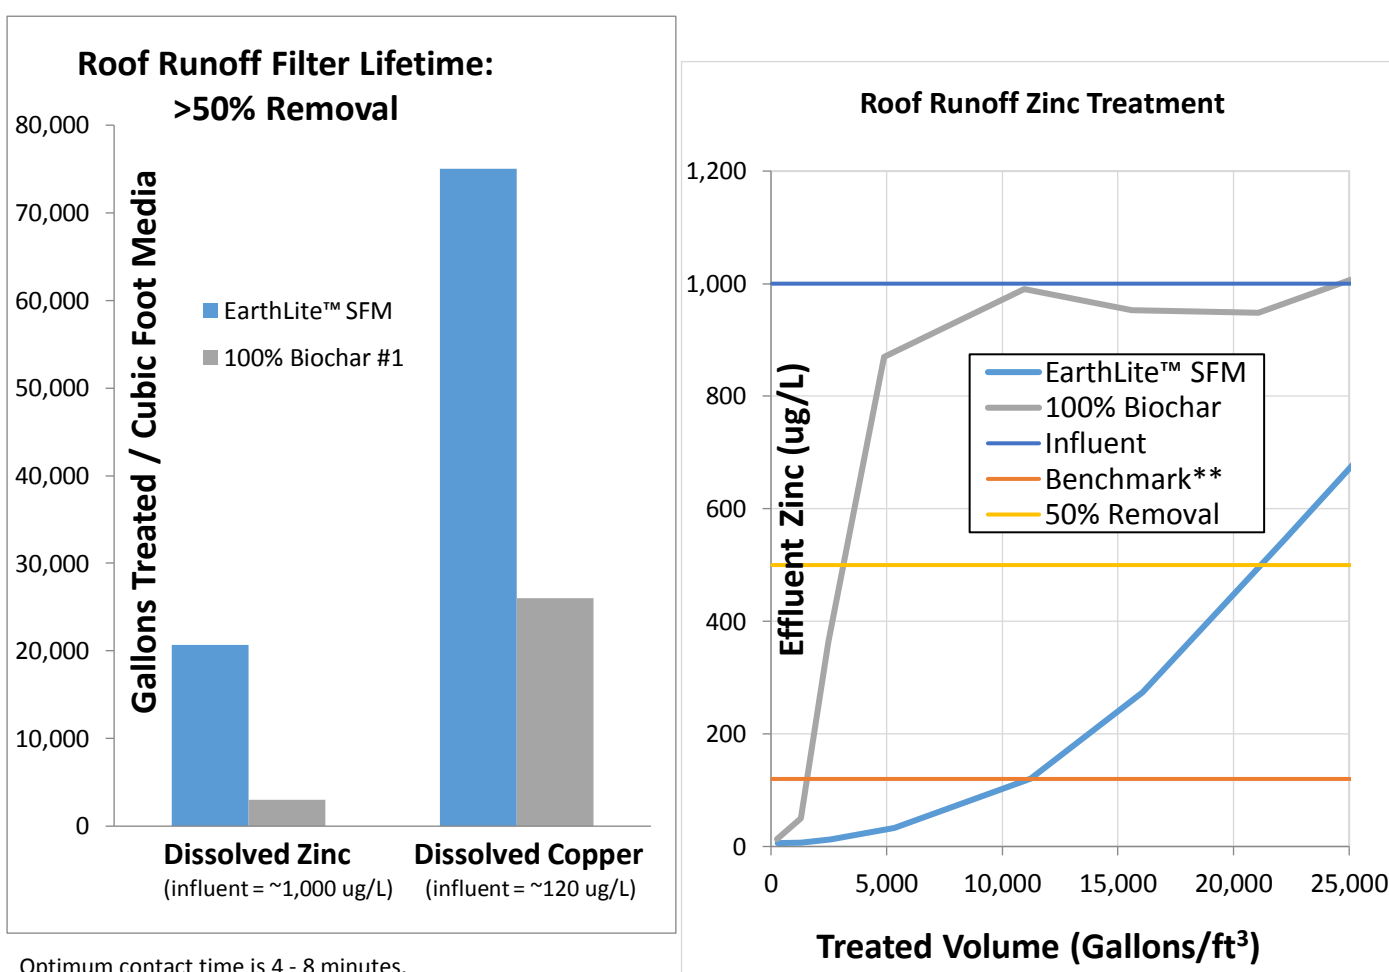 Roof Runoff Filter Lifetime:
>50% Removal
80,000
70,000
60,000
50,000
40,000
30,000
20,000
10,000
0
Gallons Treated / Cubic Foot Media
EarthLite™ SFM
100% Biochar #1
Dissolved Zinc
(influent = ~1,000 ug/L)
Dissolved Copper
(influent = ~120 ug/L)
Optimum contact time is 4 - 8 minutes.
Roof Runoff Zinc Treatment
1,200
1,000
800
600
400
200
0
Effluent Zinc (ug/L)
EarthLite™ SFM
100% Biochar
Influent
Benchmark**
50% Removal
0 5,000 10,000 15,000 20,000 25,000
Treated Volume (Gallons/ft³)